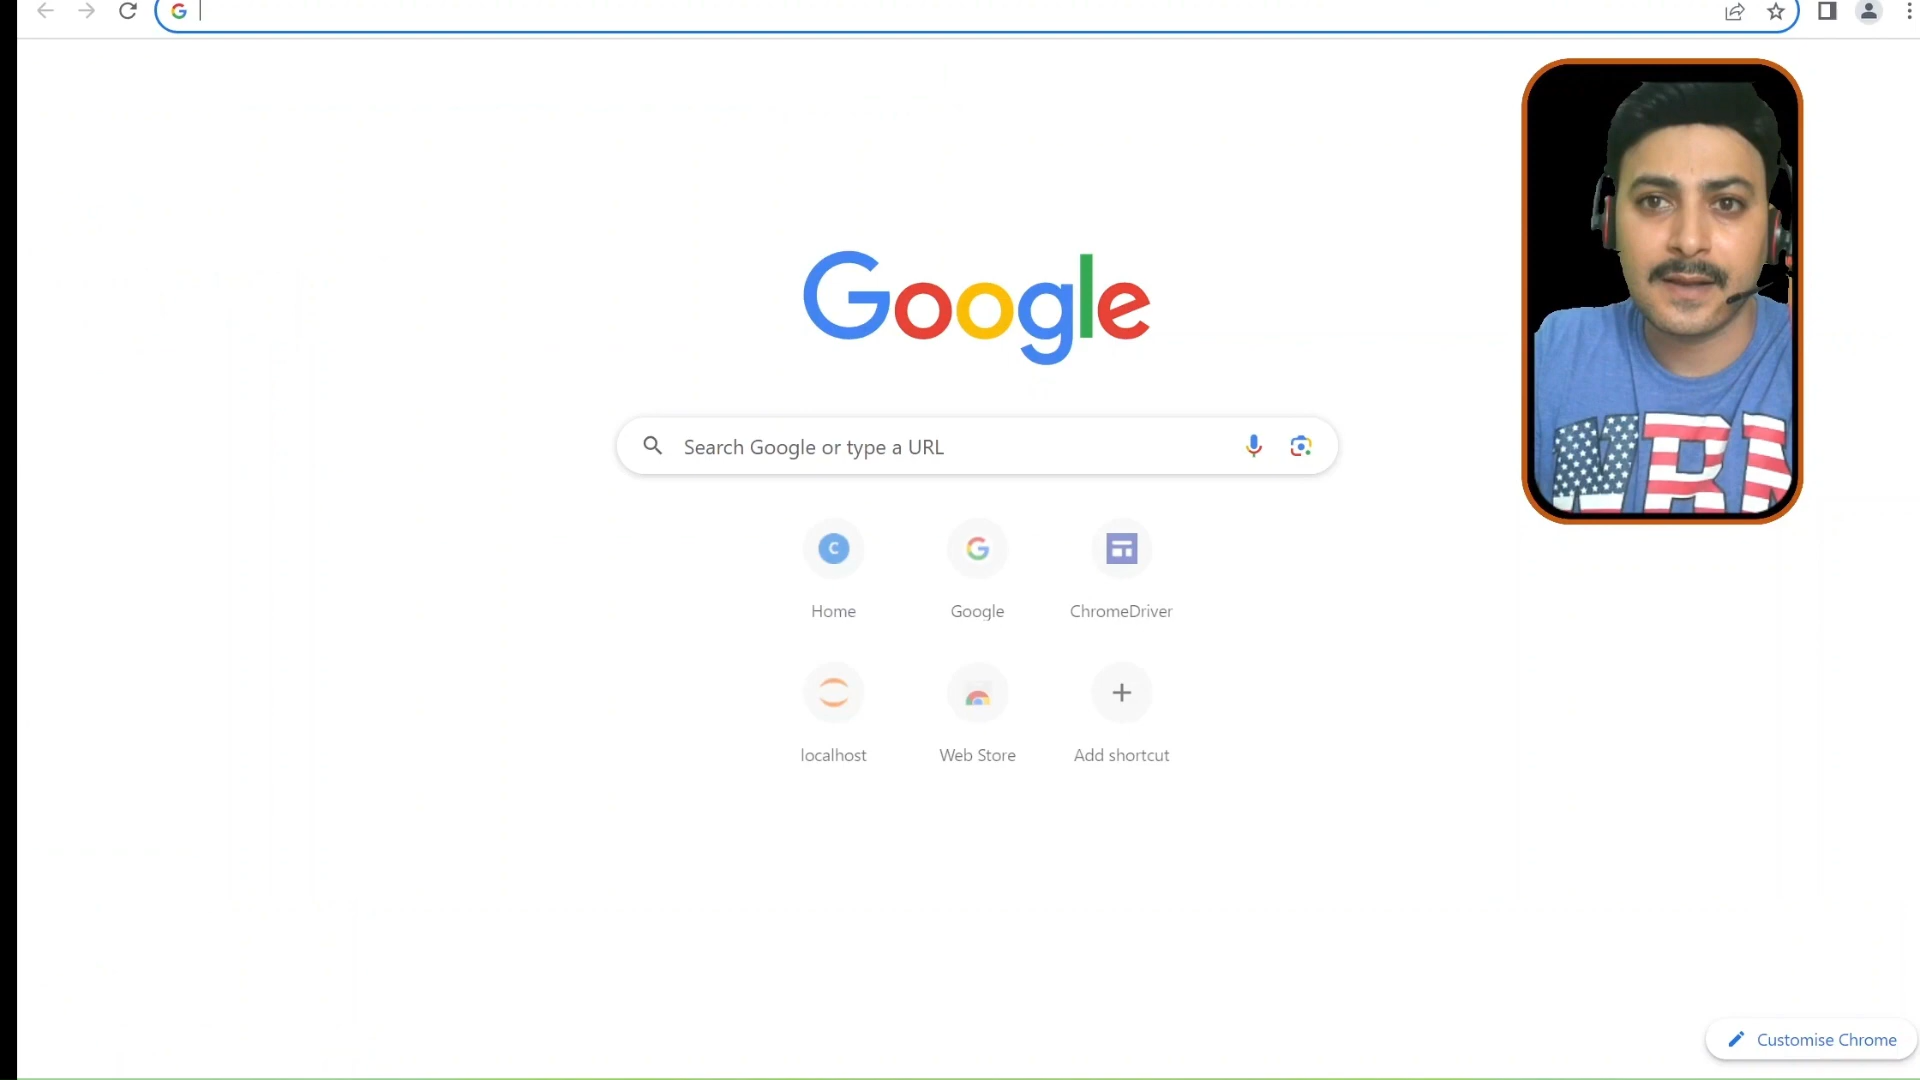 Google
Search Google or type a URL
C
Home
Google
ChromeDriver
localhost
Web Store
Add shortcut
Customise Chrome